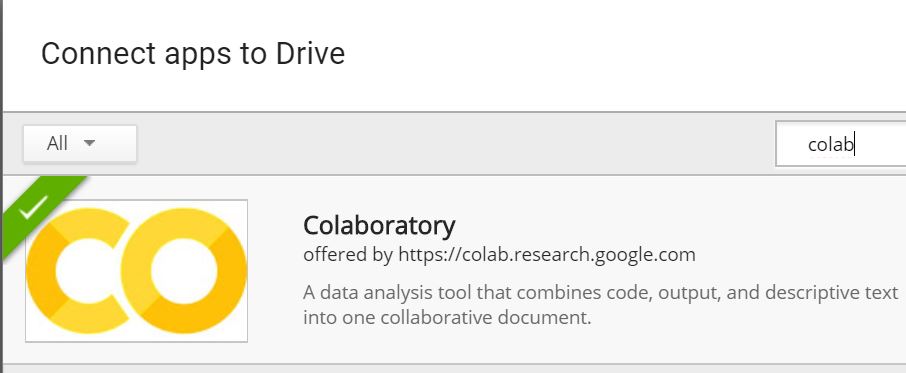 Connect apps to Drive
All
colab
Colaboratory
offered by https://colab.research.google.com
A data analysis tool that combines code, output, and descriptive text
into one collaborative document.